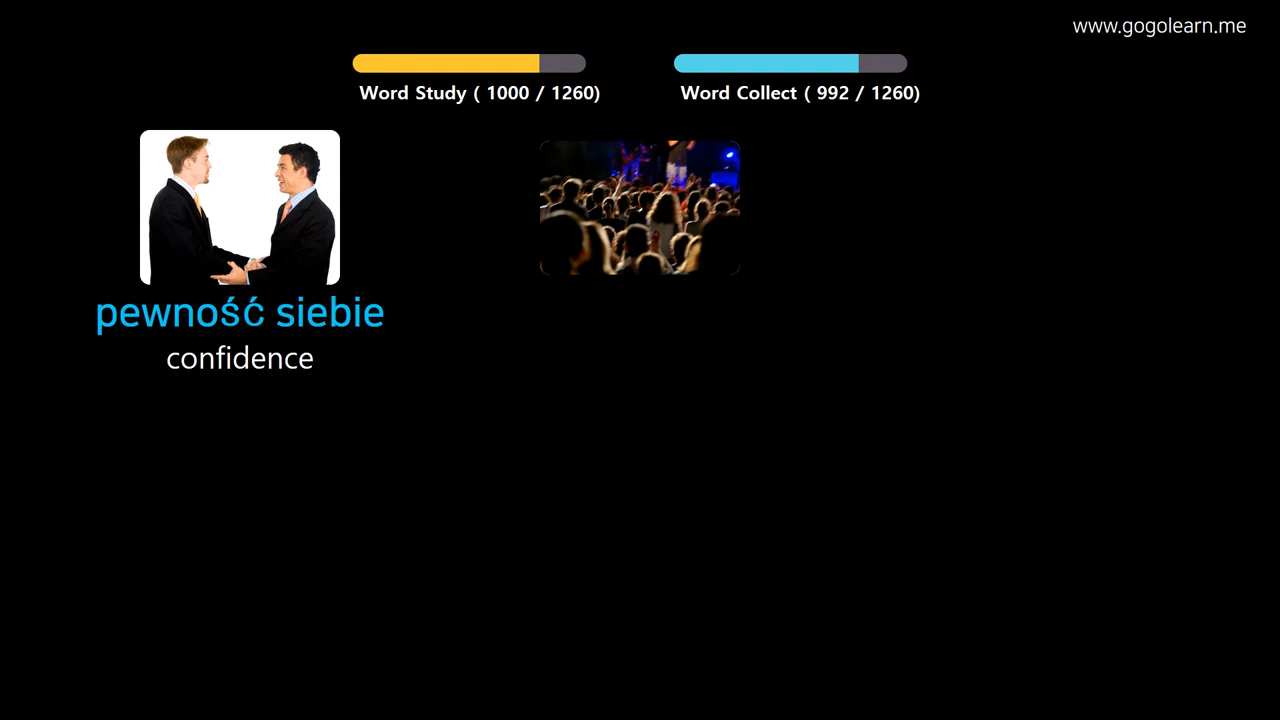 www.gogolearn.me
Word Study ( 1000 / 1260)
Word Collect ( 992 / 1260)
pewność siebie
confidence